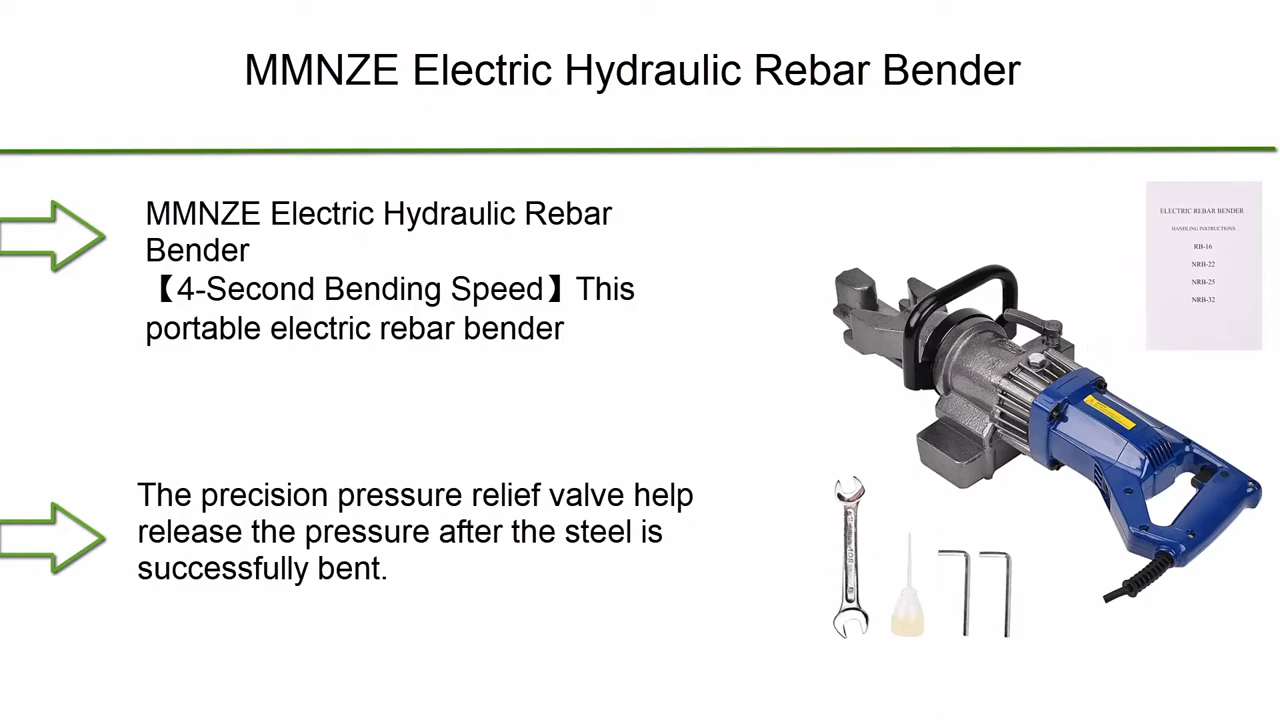 MMNZE Electric Hydraulic Rebar Bender
MMNZE Electric Hydraulic Rebar
Bender
【4-Second Bending Speed】This
portable electric rebar bender
The precision pressure relief valve help
release the pressure after the steel is
successfully bent.
ELECTRIC REBAR BENDER
HANDLING INSTRUCTIONS
RB-16
NRB-22
NRB-25
NRB-32